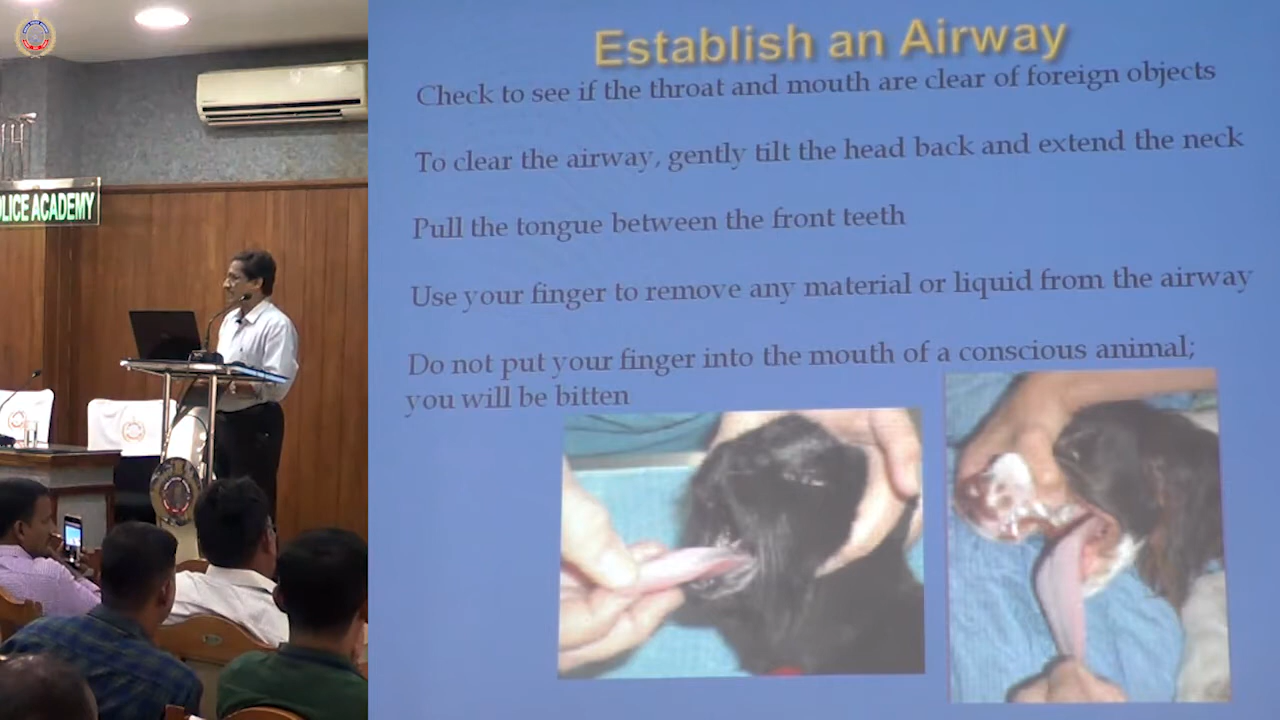 Establish an Airway
Check to see if the throat and mouth are clear of foreign objects
To clear the airway, gently tilt the head back and extend the neck
Pull the tongue between the front teeth
Use your finger to remove any material or liquid from the airway
Do not put your finger into the mouth of a conscious animal;
you will be bitten
POLICE ACADEMY